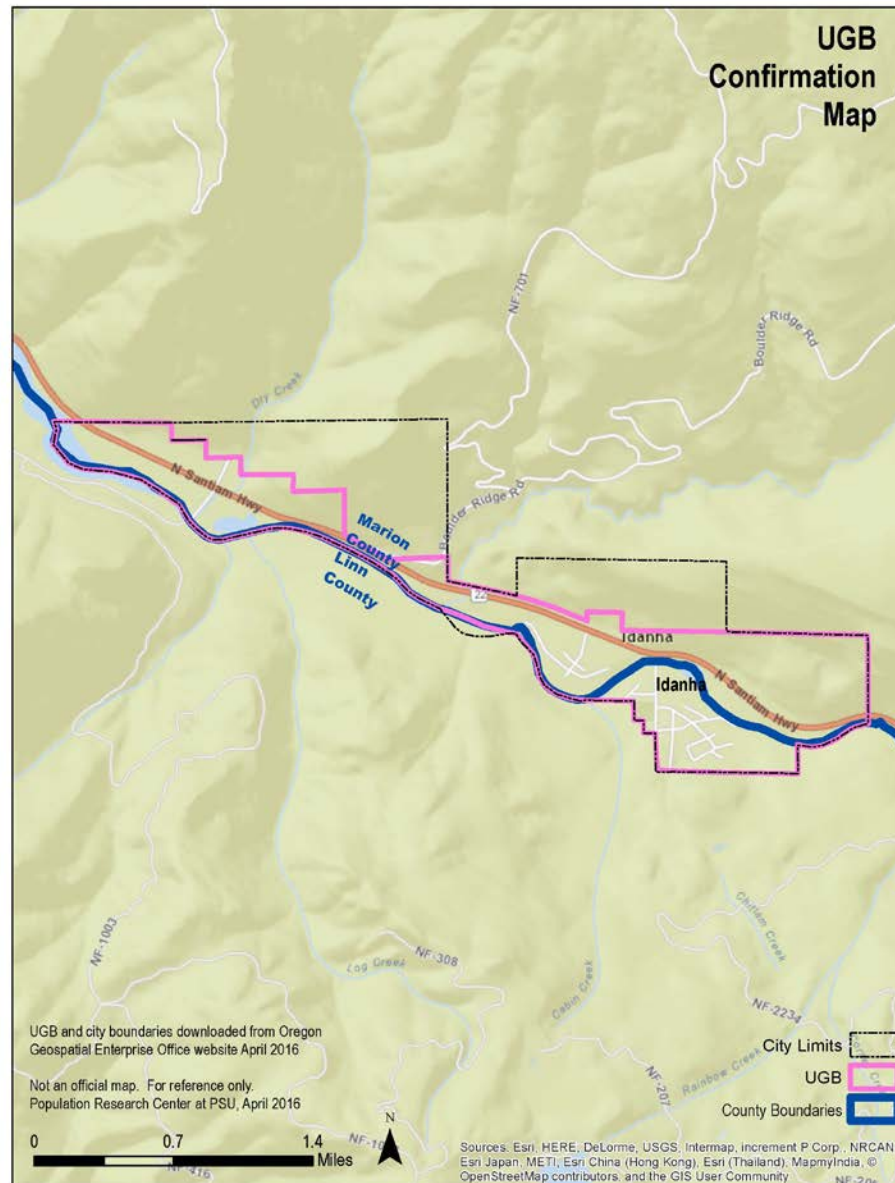 UGB
Confirmation
Map
NF-701
Boulder Ridge Rd
Dry Creek
N Santiam Hwy
Boulder Ridge Rd
Marion
County
Linn
County
22
Idanha
Idanha
N Santiam Hwy
NF-1003
Log Creek
NF-308
Cabin Creek
Chitlam Creek
NF-2234
Rainbow Creek
NF-207
UGB and city boundaries downloaded from Oregon
Geospatial Enterprise Office website April 2016
Not an official map. For reference only.
Population Research Center at PSU, April 2016
City Limits
UGB
County Boundaries
N
0 0.7 1.4
Miles
NF-416
Sources: Esri, HERE, DeLorme, USGS, Intermap, increment P Corp., NRCAN,
Esri Japan, METI, Esri China (Hong Kong), Esri (Thailand), MapmyIndia, ©
OpenStreetMap contributors, and the GIS User Community